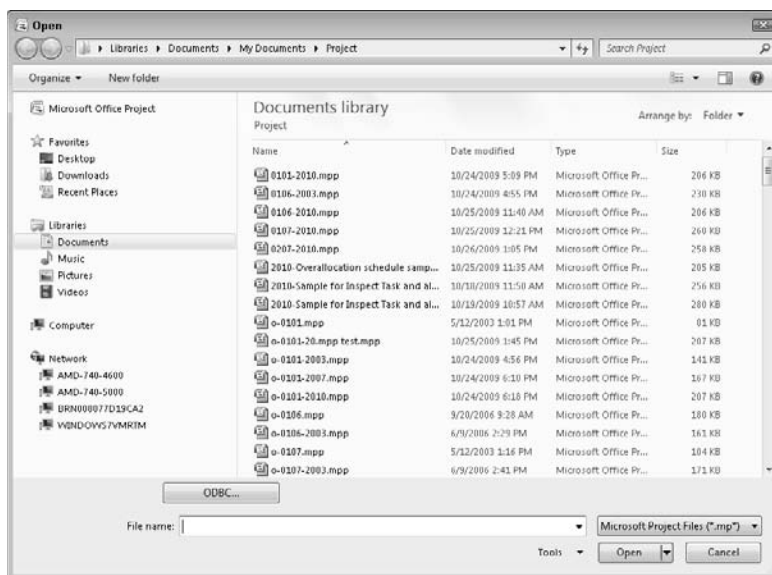 Open
Libraries ▸ Documents ▸ My Documents ▸ Project
Search Project
Organize ▾ New folder
Microsoft Office Project
Favorites
Desktop
Downloads
Recent Places
Libraries
Documents
Music
Pictures
Videos
Computer
Network
AMD-740-4600
AMD-740-5000
BRN000077D19CA2
WINDOWS7VMRTM
Documents library
Project
Arrange by: Folder ▾
Name Date modified Type Size
0101-2010.mpp 10/24/2009 5:09 PM Microsoft Office Pr... 206 KB
0106-2003.mpp 10/24/2009 4:55 PM Microsoft Office Pr... 230 KB
0106-2010.mpp 10/25/2009 11:40 AM Microsoft Office Pr... 206 KB
0107-2010.mpp 10/25/2009 12:21 PM Microsoft Office Pr... 260 KB
0207-2010.mpp 10/26/2009 1:05 PM Microsoft Office Pr... 258 KB
2010-Overallocation schedule samp... 10/25/2009 11:35 AM Microsoft Office Pr... 205 KB
2010-Sample for Inspect Task and al... 10/18/2009 11:50 AM Microsoft Office Pr... 256 KB
2010-Sample for Inspect Task and al... 10/19/2009 10:57 AM Microsoft Office Pr... KB
o-0101.mpp 5/12/2003 1:01 PM Microsoft Office Pr... KB
o-0101-20.mpp test.mpp 10/25/2009 1:45 PM Microsoft Office Pr... 207 KB
o-0101-2003.mpp 10/24/2009 4:56 PM Microsoft Office Pr... 141 KB
o-0101-2007.mpp 10/24/2009 6:10 PM Microsoft Office Pr... 167 KB
o-0101-2010.mpp 10/24/2009 6:18 PM Microsoft Office Pr... 207 KB
o-0106.mpp 9/20/2006 9:28 AM Microsoft Office Pr... 180 KB
o-0106-2003.mpp 6/9/2006 2:29 PM Microsoft Office Pr... 161 KB
o-0107.mpp 5/12/2003 1:16 PM Microsoft Office Pr... 104 KB
o-0107-2003.mpp 6/9/2006 2:41 PM Microsoft Office Pr... 171 KB
ODBC...
File name:
Microsoft Project Files (*.mp*)
Tools ▾ Open Cancel